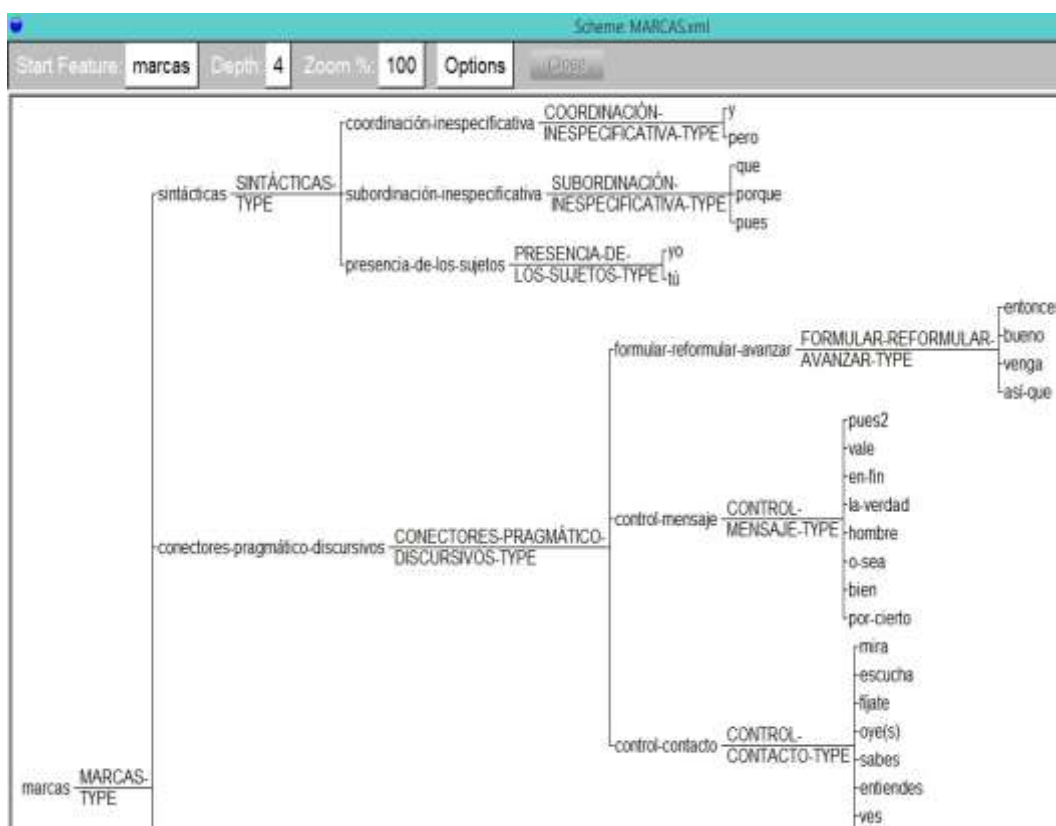 Scheme: MARCAS.xml
Start Feature: marcas Depth: 4 Zoom %: 100 Options Close
sintácticas
SINTÁCTICAS-
TYPE
coordinación-inespecificativa
COORDINACIÓN-
INESPECIFICATIVA-TYPE
y
pero
subordinación-inespecificativa
SUBORDINACIÓN-
INESPECIFICATIVA-TYPE
que
porque
pues
presencia-de-los-sujetos
PRESENCIA-DE-
LOS-SUJETOS-TYPE
yo
tú
conectores-pragmático-discursivos
CONECTORES-PRAGMÁTICO-
DISCURSIVOS-TYPE
formular-reformular-avanzar
FORMULAR-REFORMULAR-
AVANZAR-TYPE
entonce
bueno
venga
así-que
control-mensaje
CONTROL-
MENSAJE-TYPE
pues2
vale
en-fin
la-verdad
hombre
o-sea
bien
por-cierto
control-contacto
CONTROL-
CONTACTO-TYPE
mira
escucha
fíjate
oye(s)
sabes
entiendes
ves
marcas
MARCAS-
TYPE